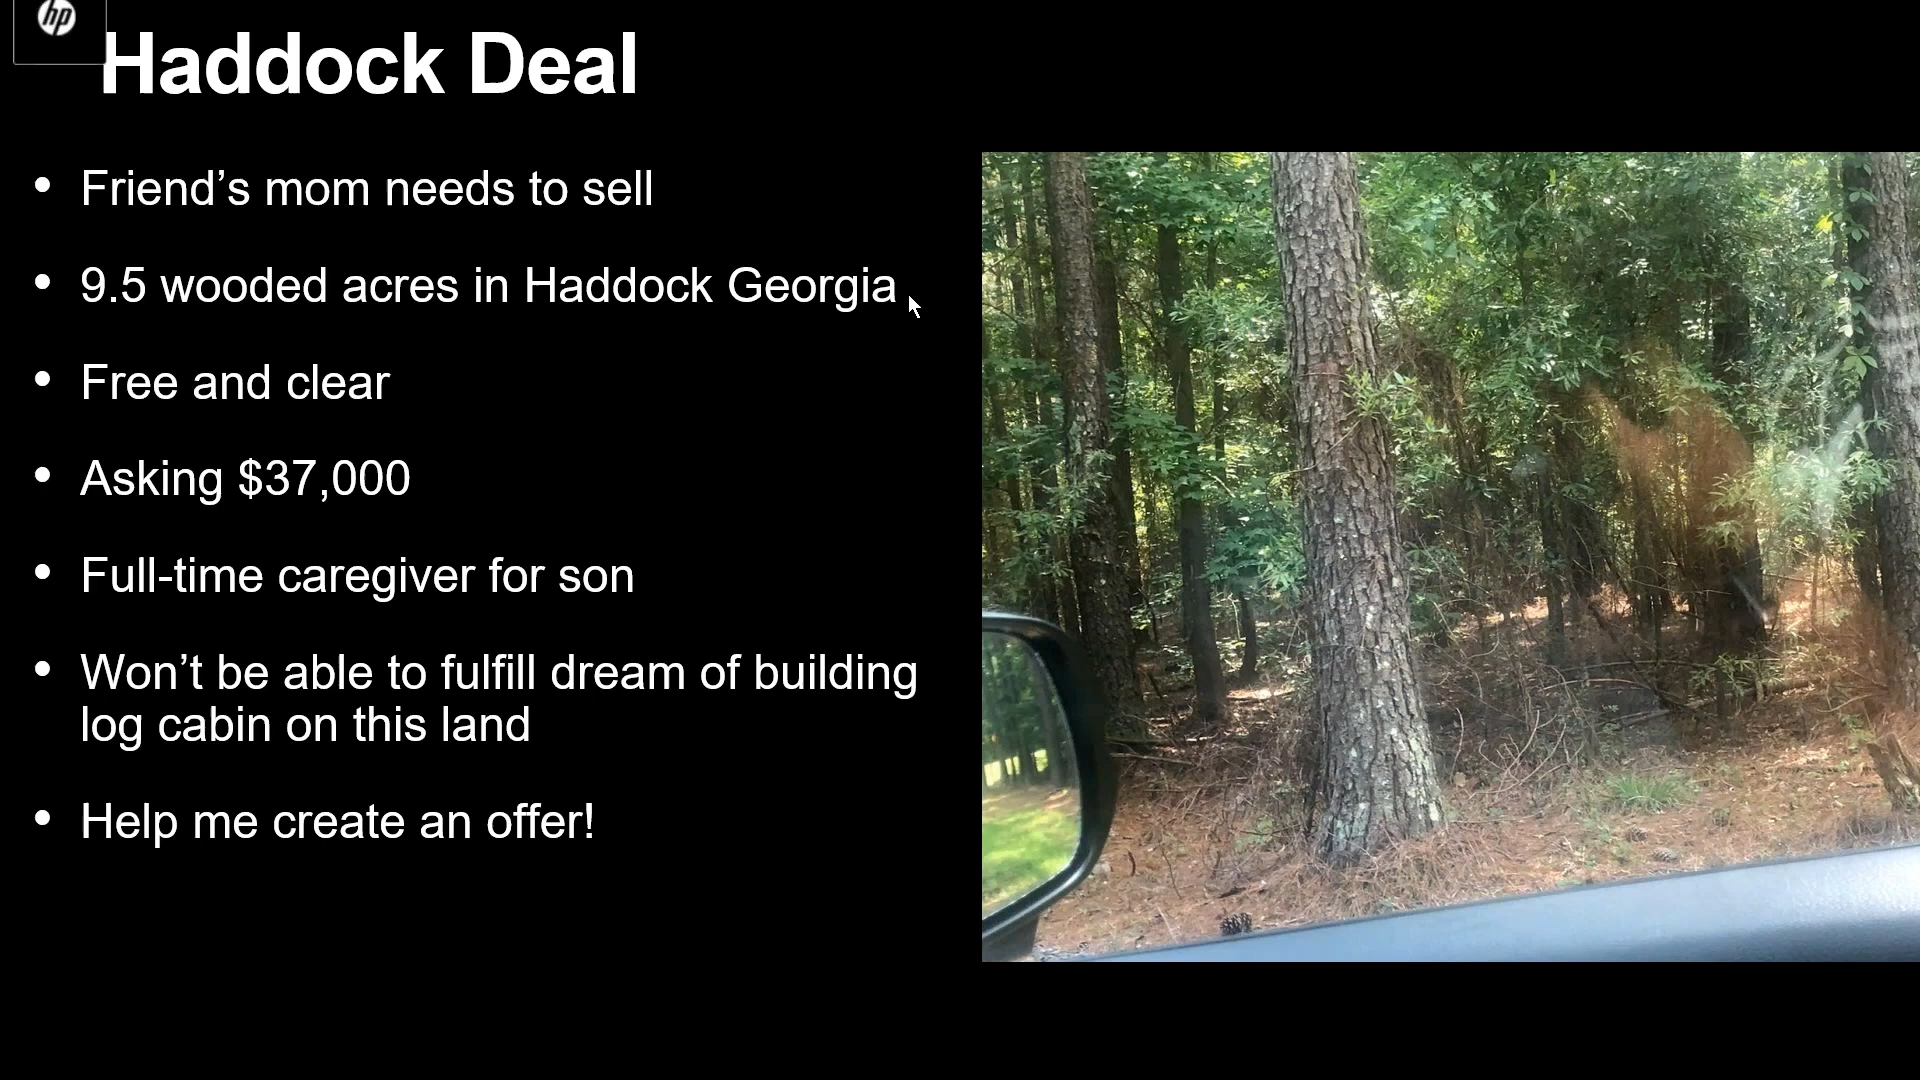 hp
Haddock Deal
• Friend’s mom needs to sell
• 9.5 wooded acres in Haddock Georgia
• Free and clear
• Asking $37,000
• Full-time caregiver for son
• Won’t be able to fulfill dream of building
log cabin on this land
• Help me create an offer!